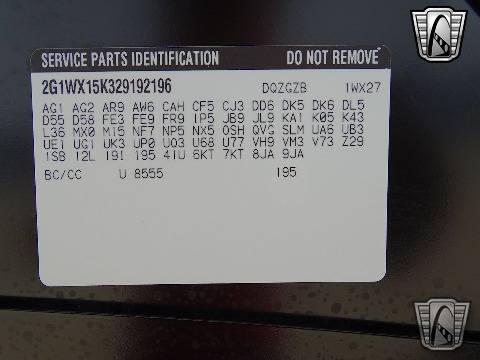 SERVICE PARTS IDENTIFICATION DO NOT REMOVE
2G1WX15K329192196 DQZGZB 1WX27
AG1 AG2 AR9 AW6 CAH CF5 CJ3 DD6 DK5 DK6 DL5
D55 D58 FE3 FE9 FR9 IP5 JB9 JL9 KA1 K05 K43
L36 MX0 M15 NF7 NP5 NX5 OSH QVG SLM UA6 UB3
UE1 UG1 UK3 UP0 UQ3 U68 U77 VH9 VM3 V73 Z29
1SB 12L 19I 195 4IU 6KT 7KT 8JA 9JA
BC/CC U 8555 195